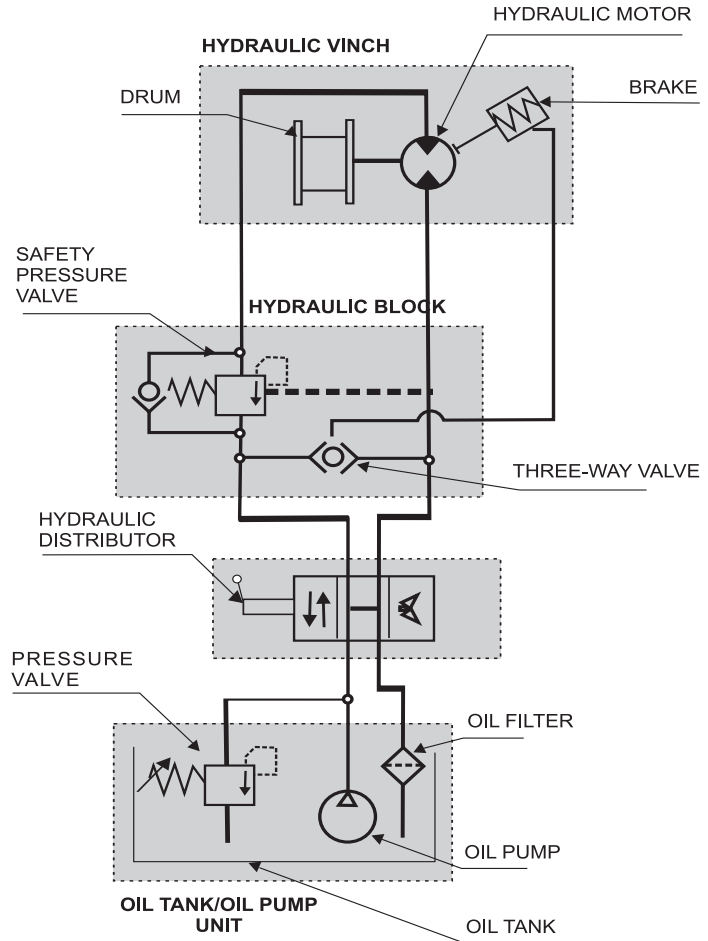 HYDRAULIC MOTOR
HYDRAULIC VINCH
BRAKE
DRUM
SAFETY
PRESSURE
VALVE
HYDRAULIC BLOCK
THREE-WAY VALVE
HYDRAULIC
DISTRIBUTOR
PRESSURE
VALVE
OIL FILTER
OIL PUMP
OIL TANK/OIL PUMP
UNIT
OIL TANK